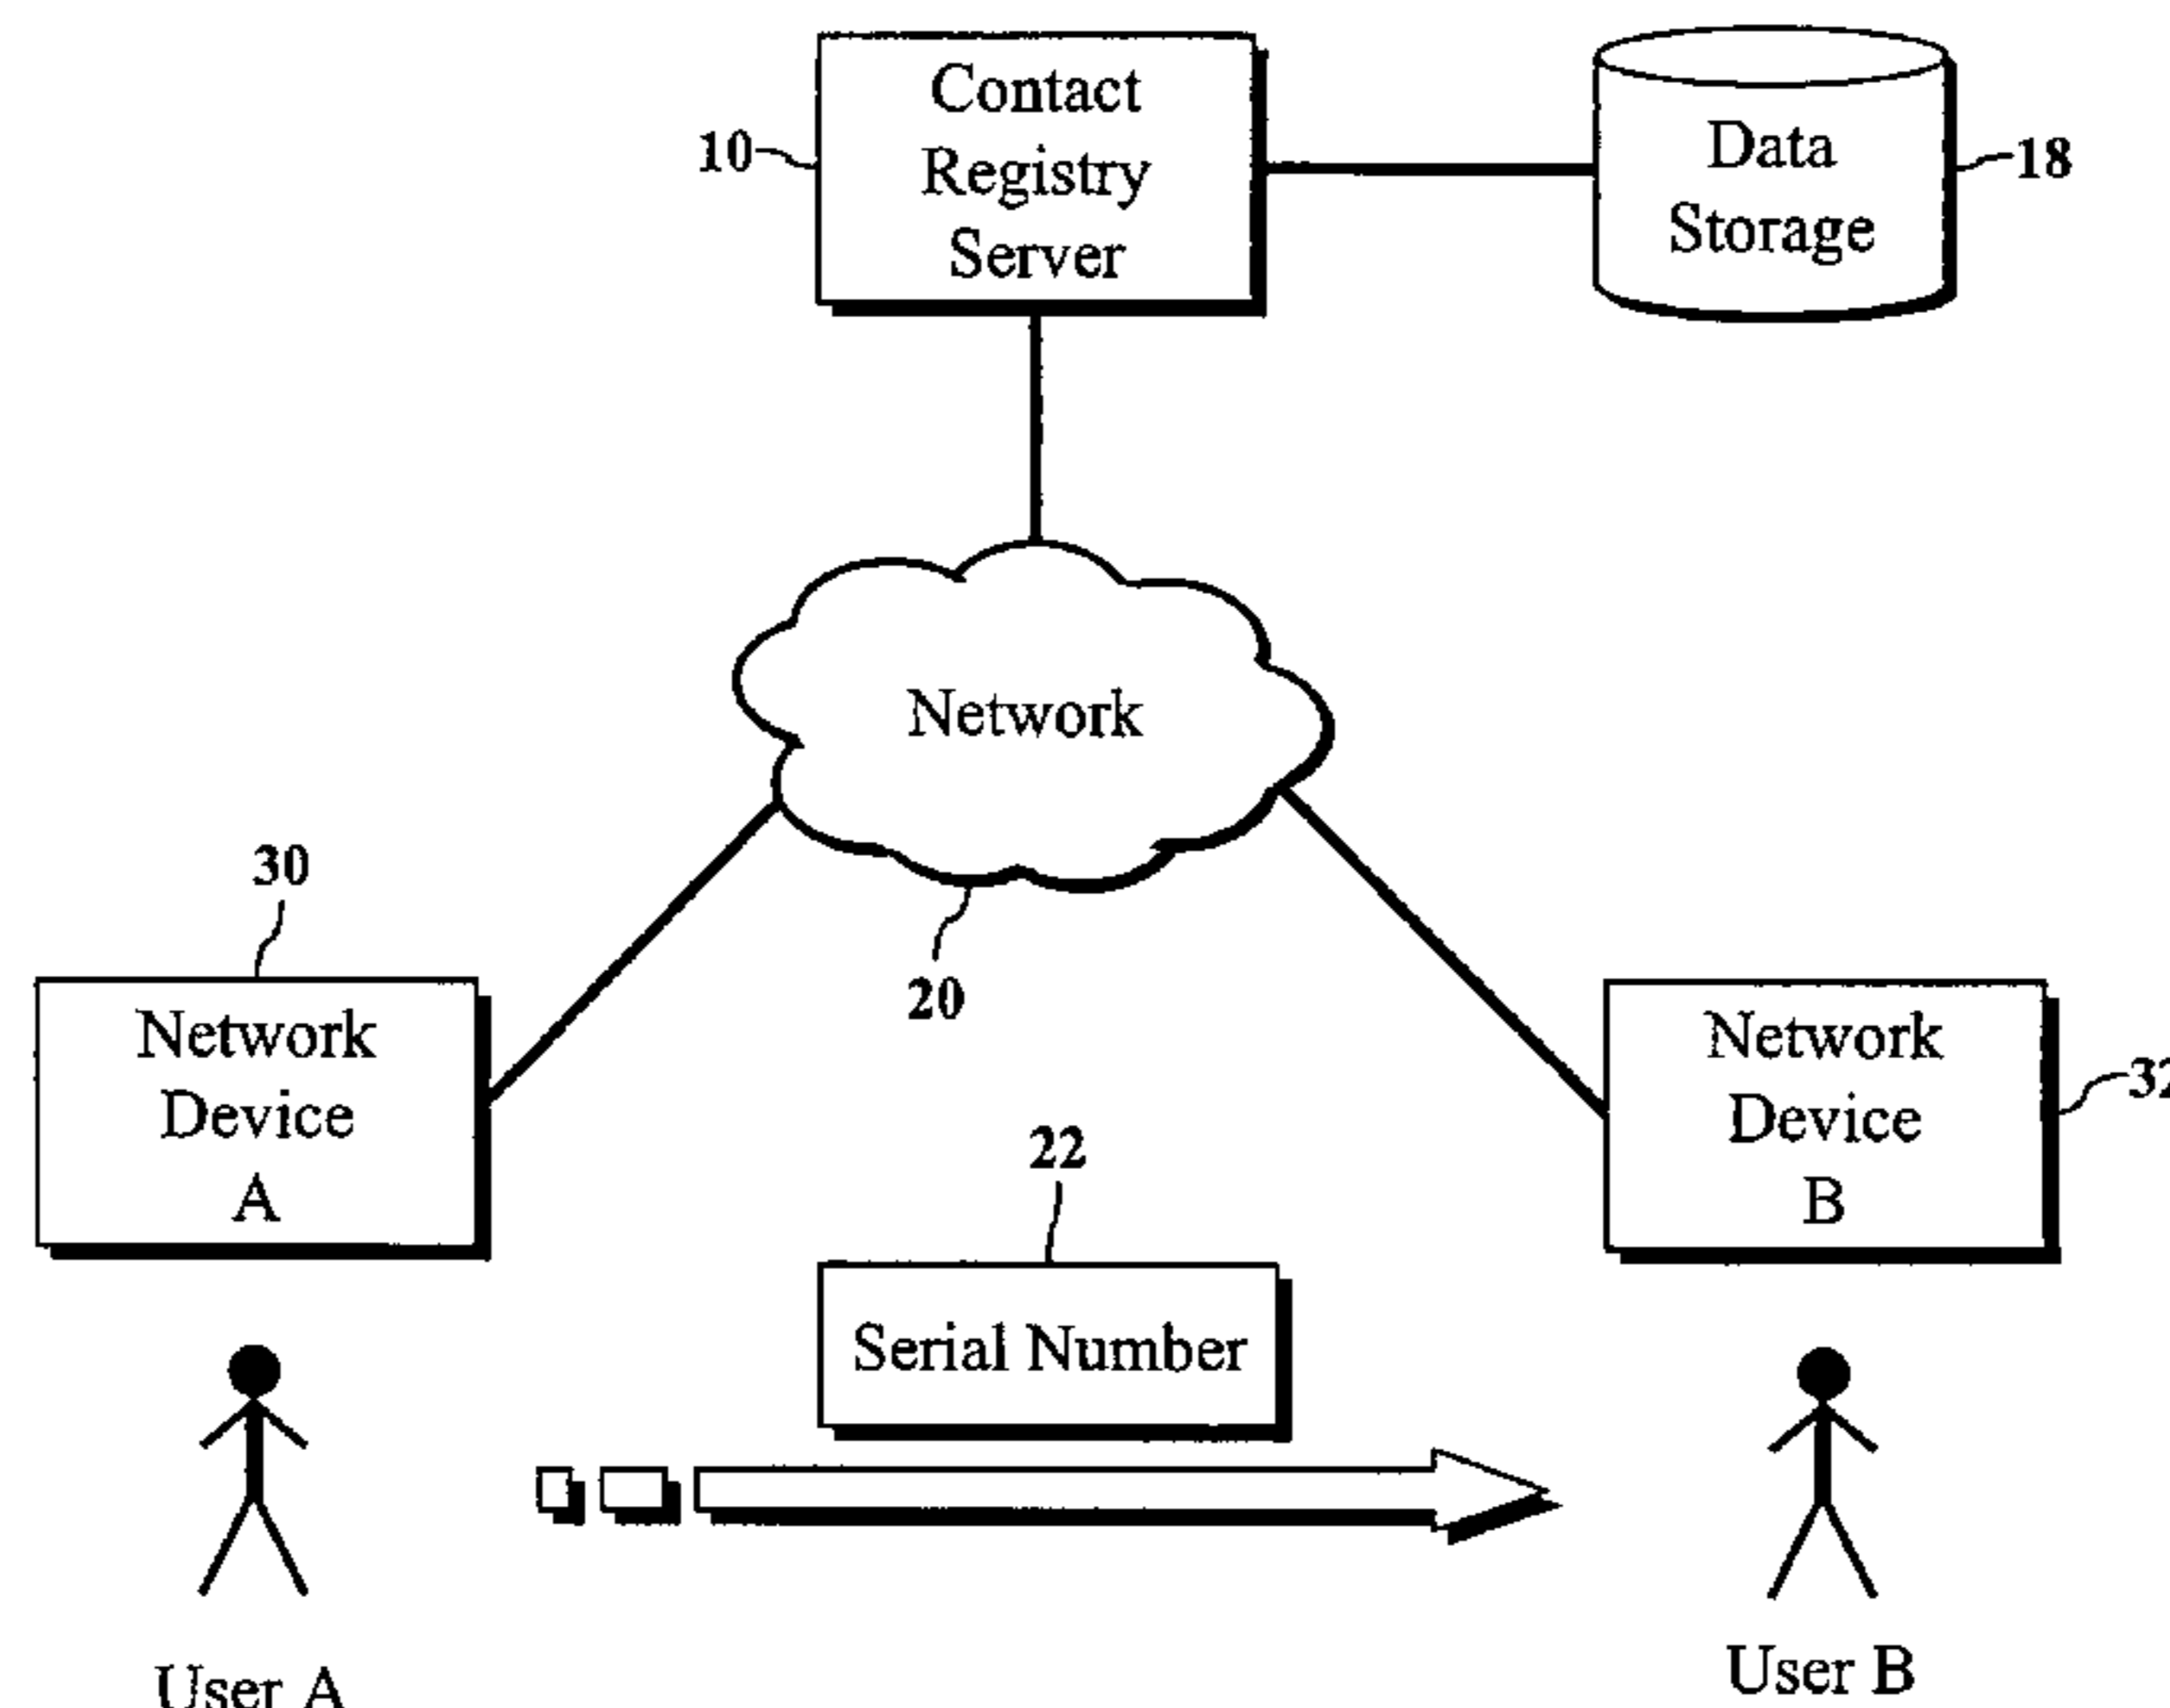 Contact
Registry
Server
10
Data
Storage
18
Network
20
30
Network
Device
A
Network
Device
B
32
22
Serial Number
User A
User B